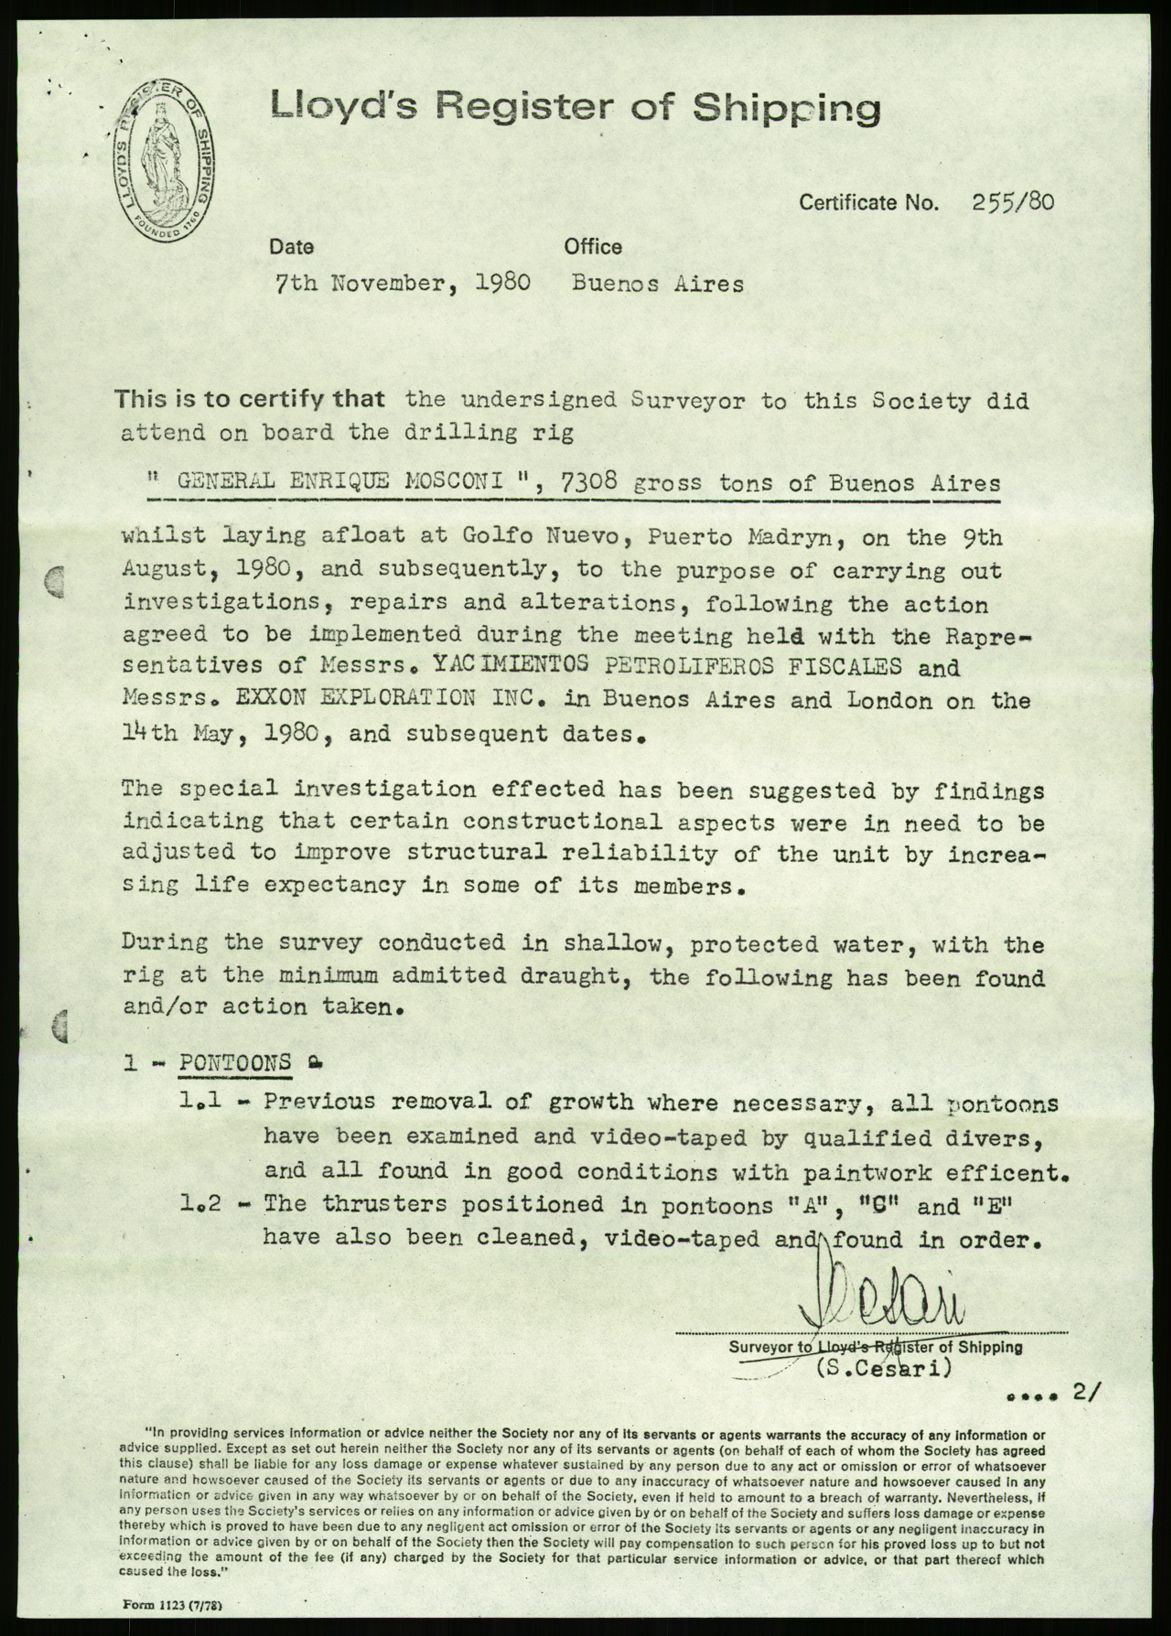 LLOYD'S REGISTER OF SHIPPING
FOUNDED 1760
Lloyd's Register of Shipping
Certificate No. 255/80
Date Office
7th November, 1980 Buenos Aires
This is to certify that the undersigned Surveyor to this Society did
attend on board the drilling rig
" GENERAL ENRIQUE MOSCONI ", 7308 gross tons of Buenos Aires
whilst laying afloat at Golfo Nuevo, Puerto Madryn, on the 9th
August, 1980, and subsequently, to the purpose of carrying out
investigations, repairs and alterations, following the action
agreed to be implemented during the meeting held with the Rapre-
sentatives of Messrs. YACIMIENTOS PETROLIFEROS FISCALES and
Messrs. EXXON EXPLORATION INC. in Buenos Aires and London on the
14th May, 1980, and subsequent dates.
The special investigation effected has been suggested by findings
indicating that certain constructional aspects were in need to be
adjusted to improve structural reliability of the unit by increa-
sing life expectancy in some of its members.
During the survey conducted in shallow, protected water, with the
rig at the minimum admitted draught, the following has been found
and/or action taken.
1 - PONTOONS
1.1 - Previous removal of growth where necessary, all pontoons
have been examined and video-taped by qualified divers,
and all found in good conditions with paintwork efficent.
1.2 - The thrusters positioned in pontoons "A", "C" and "E"
have also been cleaned, video-taped and found in order.
Surveyor to Lloyd's Register of Shipping
(S.Cesari)
.... 2/
"In providing services information or advice neither the Society nor any of its servants or agents warrants the accuracy of any information or
advice supplied. Except as set out herein neither the Society nor any of its servants or agents (on behalf of each of whom the Society has agreed
this clause) shall be liable for any loss damage or expense whatever sustained by any person due to any act or omission or error of whatsoever
nature and howsoever caused of the Society its servants or agents or due to any inaccuracy of whatsoever nature and howsoever caused in any
information or advice given in any way whatsoever by or on behalf of the Society, even if held to amount to a breach of warranty. Nevertheless, if
any person uses the Society's services or relies on any information or advice given by or on behalf of the Society and suffers loss damage or expense
thereby which is proved to have been due to any negligent act omission or error of the Society its servants or agents or any negligent inaccuracy in
information or advice given by or on behalf of the Society then the Society will pay compensation to such person for his proved loss up to but not
exceeding the amount of the fee (if any) charged by the Society for that particular service information or advice, or that part thereof which
caused the loss."
Form 1123 (7/78)